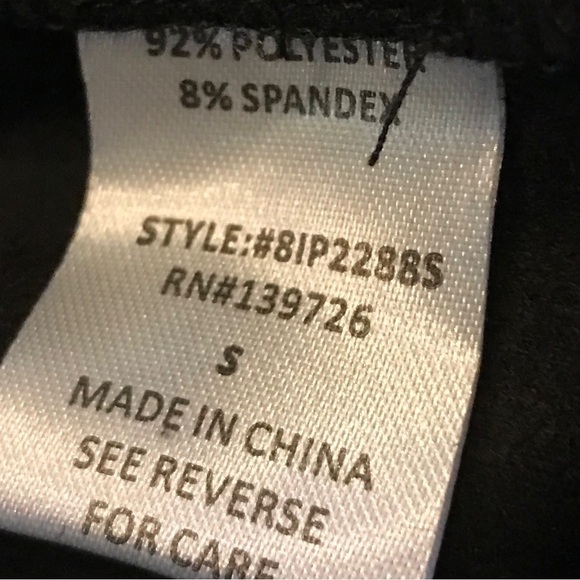 92% POLYESTER
8% SPANDEX
STYLE:#8IP2288S
RN#139726
S
MADE IN CHINA
SEE REVERSE
FOR CARE